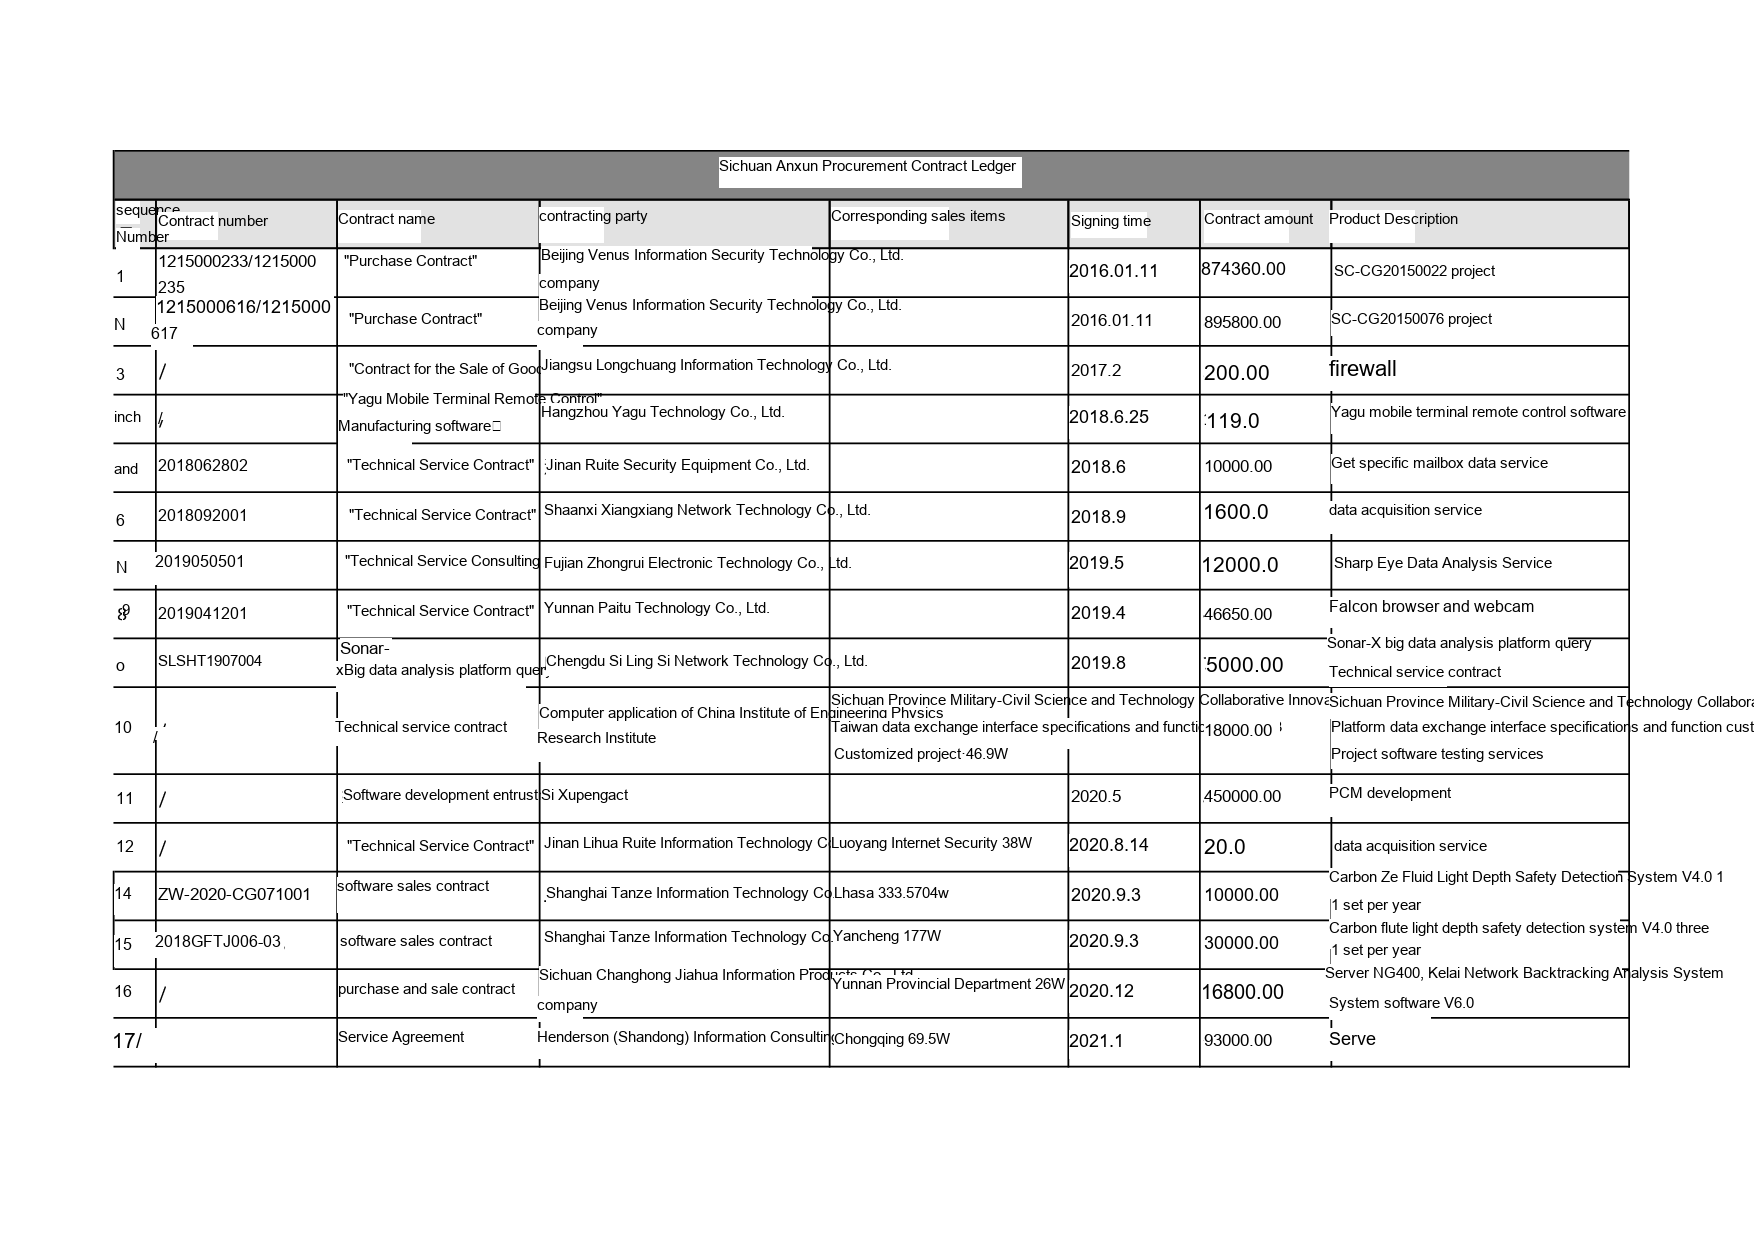 Sichuan Anxun Procurement Contract Ledger
sequence
Number
Contract number
Contract name
contracting party
Corresponding sales items
Signing time
Contract amount
Product Description
1
1215000233/1215000
235
"Purchase Contract"
Beijing Venus Information Security Technology Co., Ltd.
company
2016.01.11
874360.00
SC-CG20150022 project
N
1215000616/1215000
617
"Purchase Contract"
Beijing Venus Information Security Technology Co., Ltd.
company
2016.01.11
895800.00
SC-CG20150076 project
3
/
"Contract for the Sale of Good
Jiangsu Longchuang Information Technology Co., Ltd.
2017.2
200.00
firewall
inch
/
"Yagu Mobile Terminal Remote Control"
Manufacturing software
Hangzhou Yagu Technology Co., Ltd.
2018.6.25
119.0
Yagu mobile terminal remote control software
and
2018062802
"Technical Service Contract"
Jinan Ruite Security Equipment Co., Ltd.
2018.6
10000.00
Get specific mailbox data service
6
2018092001
"Technical Service Contract"
Shaanxi Xiangxiang Network Technology Co., Ltd.
2018.9
1600.0
data acquisition service
N
2019050501
"Technical Service Consulting
Fujian Zhongrui Electronic Technology Co., Ltd.
2019.5
12000.0
Sharp Eye Data Analysis Service
8
9
2019041201
"Technical Service Contract"
Yunnan Paitu Technology Co., Ltd.
2019.4
46650.00
Falcon browser and webcam
o
SLSHT1907004
Sonar-
xBig data analysis platform query
Chengdu Si Ling Si Network Technology Co., Ltd.
2019.8
5000.00
Sonar-X big data analysis platform query
Technical service contract
10
/
Technical service contract
Computer application of China Institute of Engineering Physics
Research Institute
Sichuan Province Military-Civil Science and Technology Collaborative Innova
Taiwan data exchange interface specifications and functic
Customized project·46.9W
18000.00
Sichuan Province Military-Civil Science and Technology Collabora
Platform data exchange interface specifications and function cust
Project software testing services
11
/
Software development entrust
Si Xupengact
2020.5
450000.00
PCM development
12
/
"Technical Service Contract"
Jinan Lihua Ruite Information Technology C
Luoyang Internet Security 38W
2020.8.14
20.0
data acquisition service
14
ZW-2020-CG071001
software sales contract
Shanghai Tanze Information Technology Co.
Lhasa 333.5704w
2020.9.3
10000.00
Carbon Ze Fluid Light Depth Safety Detection System V4.0 1
1 set per year
15
2018GFTJ006-03
software sales contract
Shanghai Tanze Information Technology Co.
Yancheng 177W
2020.9.3
30000.00
Carbon flute light depth safety detection system V4.0 three
1 set per year
16
/
purchase and sale contract
Sichuan Changhong Jiahua Information Products Co., Ltd.
company
Yunnan Provincial Department 26W
2020.12
16800.00
Server NG400, Kelai Network Backtracking Analysis System
System software V6.0
17/
Service Agreement
Henderson (Shandong) Information Consulting
Chongqing 69.5W
2021.1
93000.00
Serve